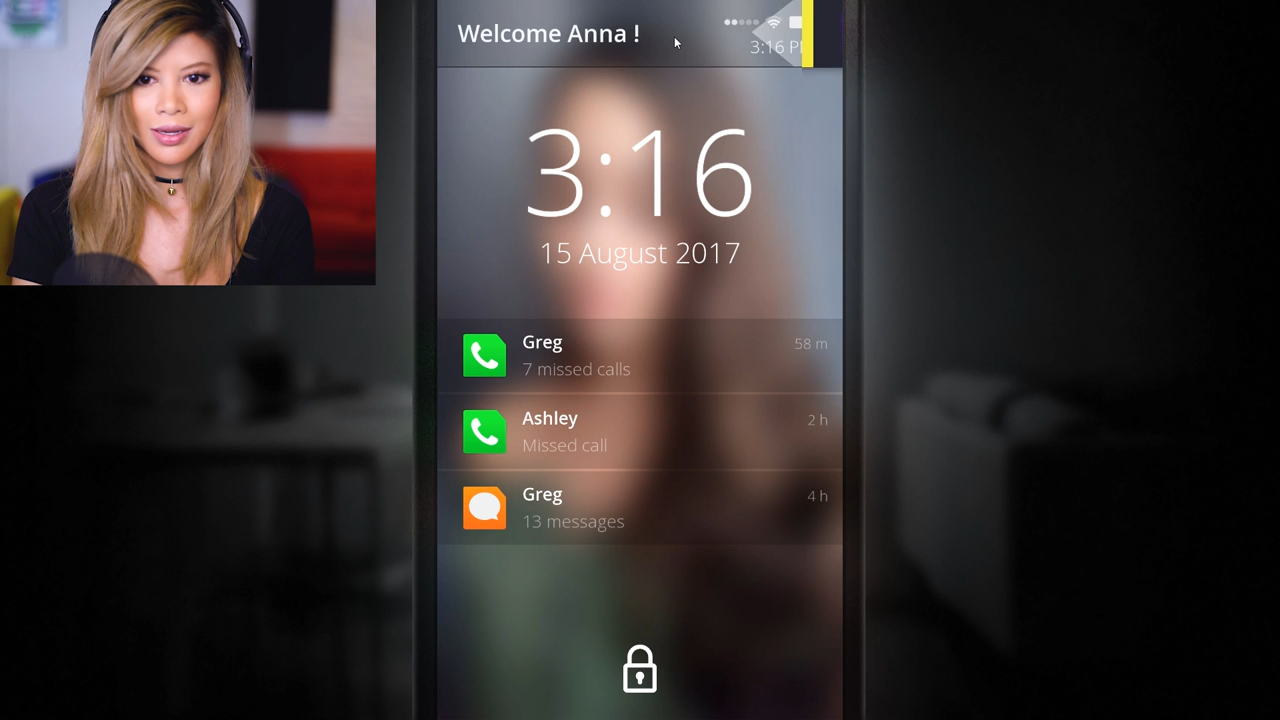 Welcome Anna !
3:16 P
3:16
15 August 2017
Greg
58 m
7 missed calls
Ashley
2 h
Missed call
Greg
4 h
13 messages